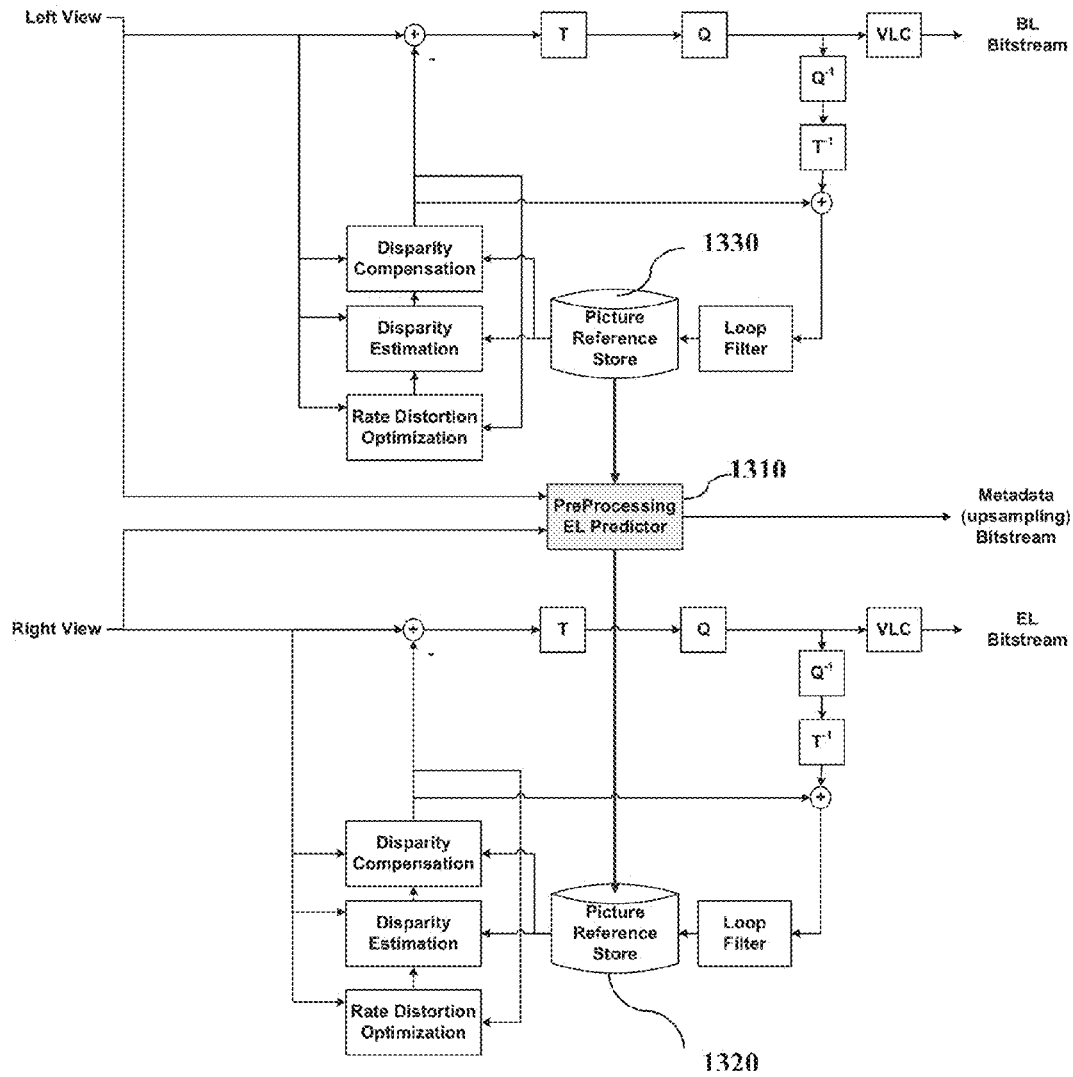 Left View
+
-
T
Q
VLC
BL
Bitstream
Q-1
T-1
+
Disparity
Compensation
1330
Disparity
Estimation
Picture
Reference
Store
Loop
Filter
Rate Distortion
Optimization
1310
PreProcessing
EL Predictor
Metadada
(upsampling)
Bitstream
Right View
+
-
T
Q
VLC
EL
Bitstream
Q-1
T-1
+
Disparity
Compensation
Disparity
Estimation
Picture
Reference
Store
Loop
Filter
Rate Distortion
Optimization
1320